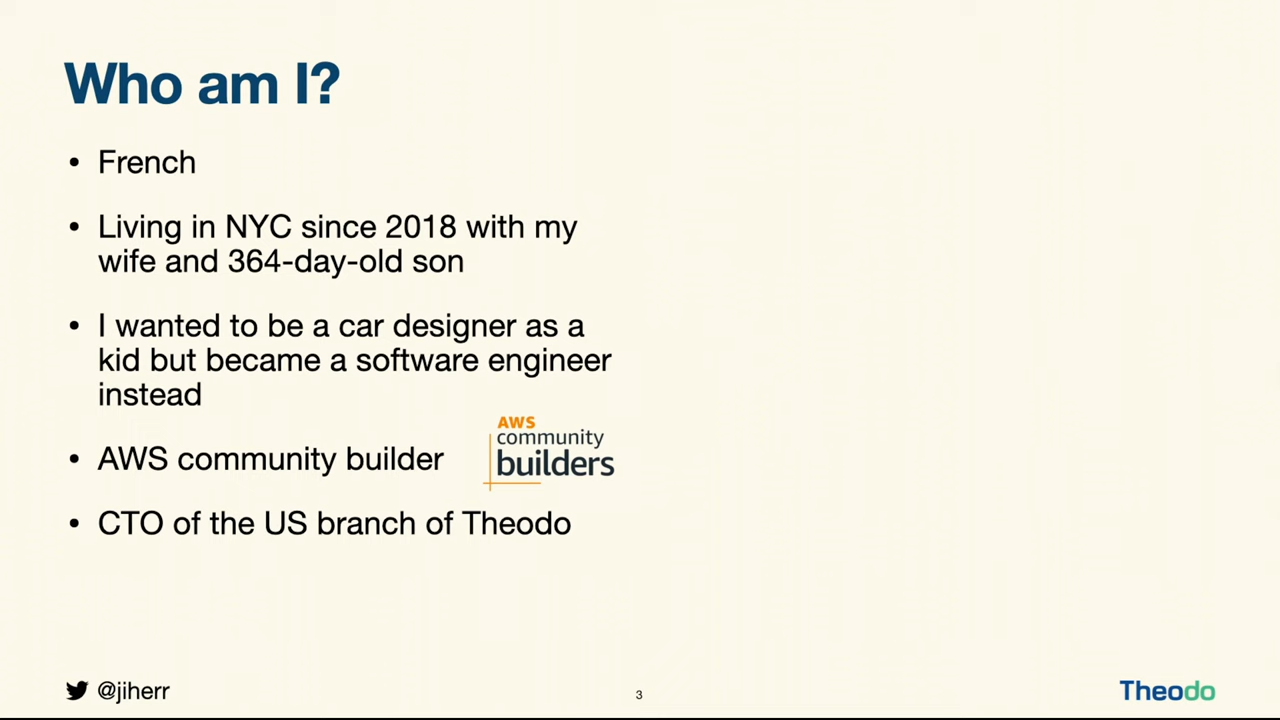 Who am I?
• French
• Living in NYC since 2018 with my
wife and 364-day-old son
• I wanted to be a car designer as a
kid but became a software engineer
instead
• AWS community builder
AWS
community
builders
• CTO of the US branch of Theodo
@jiherr
3
Theodo